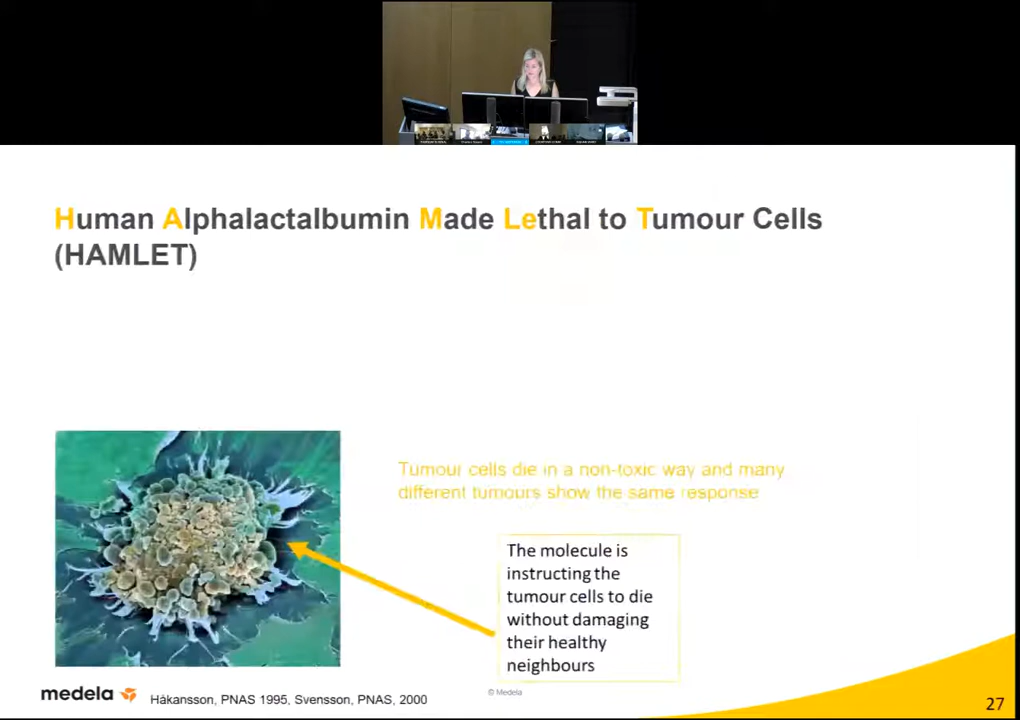 Human Alphalactalbumin Made Lethal to Tumour Cells
(HAMLET)
Tumour cells die in a non-toxic way and many
different tumours show the same response
The molecule is
instructing the
tumour cells to die
without damaging
their healthy
neighbours
medela
Håkansson, PNAS 1995, Svensson, PNAS, 2000
© Medela
27